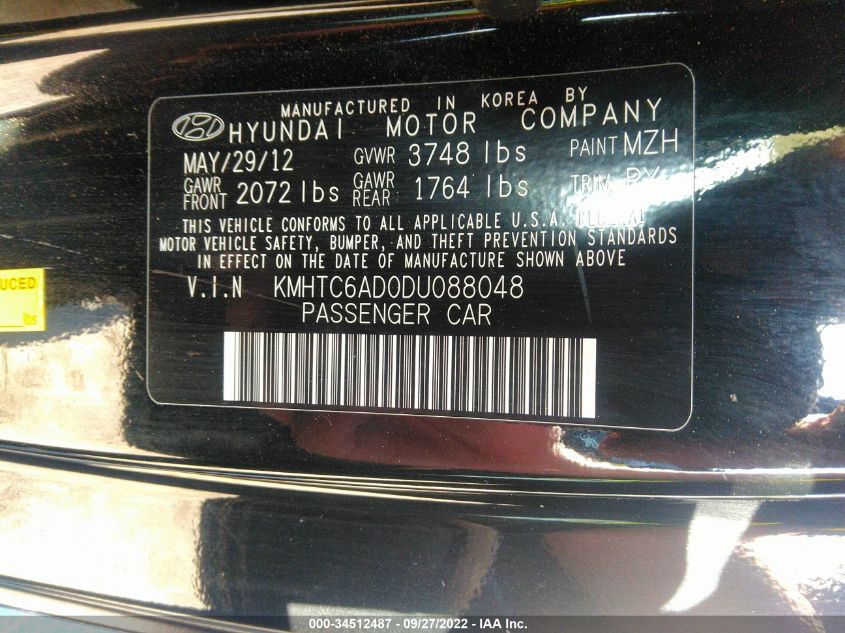 MANUFACTURED IN KOREA BY
HYUNDAI MOTOR COMPANY
MAY/29/12 GVWR 3748 lbs PAINT MZH
GAWR FRONT 2072 lbs GAWR REAR 1764 lbs TRIM
THIS VEHICLE CONFORMS TO ALL APPLICABLE U.S.A. FEDERAL
MOTOR VEHICLE SAFETY, BUMPER, AND THEFT PREVENTION STANDARDS
IN EFFECT ON THE DATE OF MANUFACTURE SHOWN ABOVE
V.I.N KMHTC6AD0DU088048
PASSENGER CAR
UCED
lbs
000-34512487 - 09/27/2022 - IAA Inc.